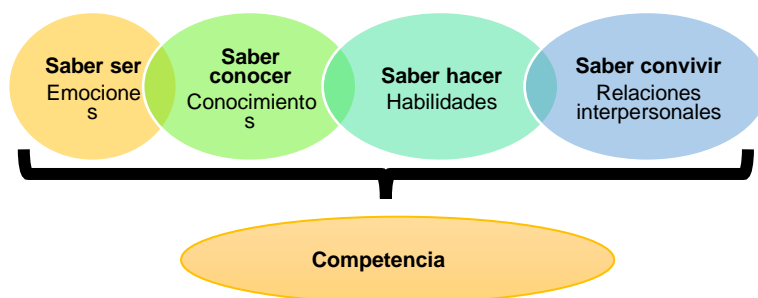 Saber ser
Emocione
s
Saber
conocer
Conocimiento
s
Saber hacer
Habilidades
Saber convivir
Relaciones
interpersonales
Competencia